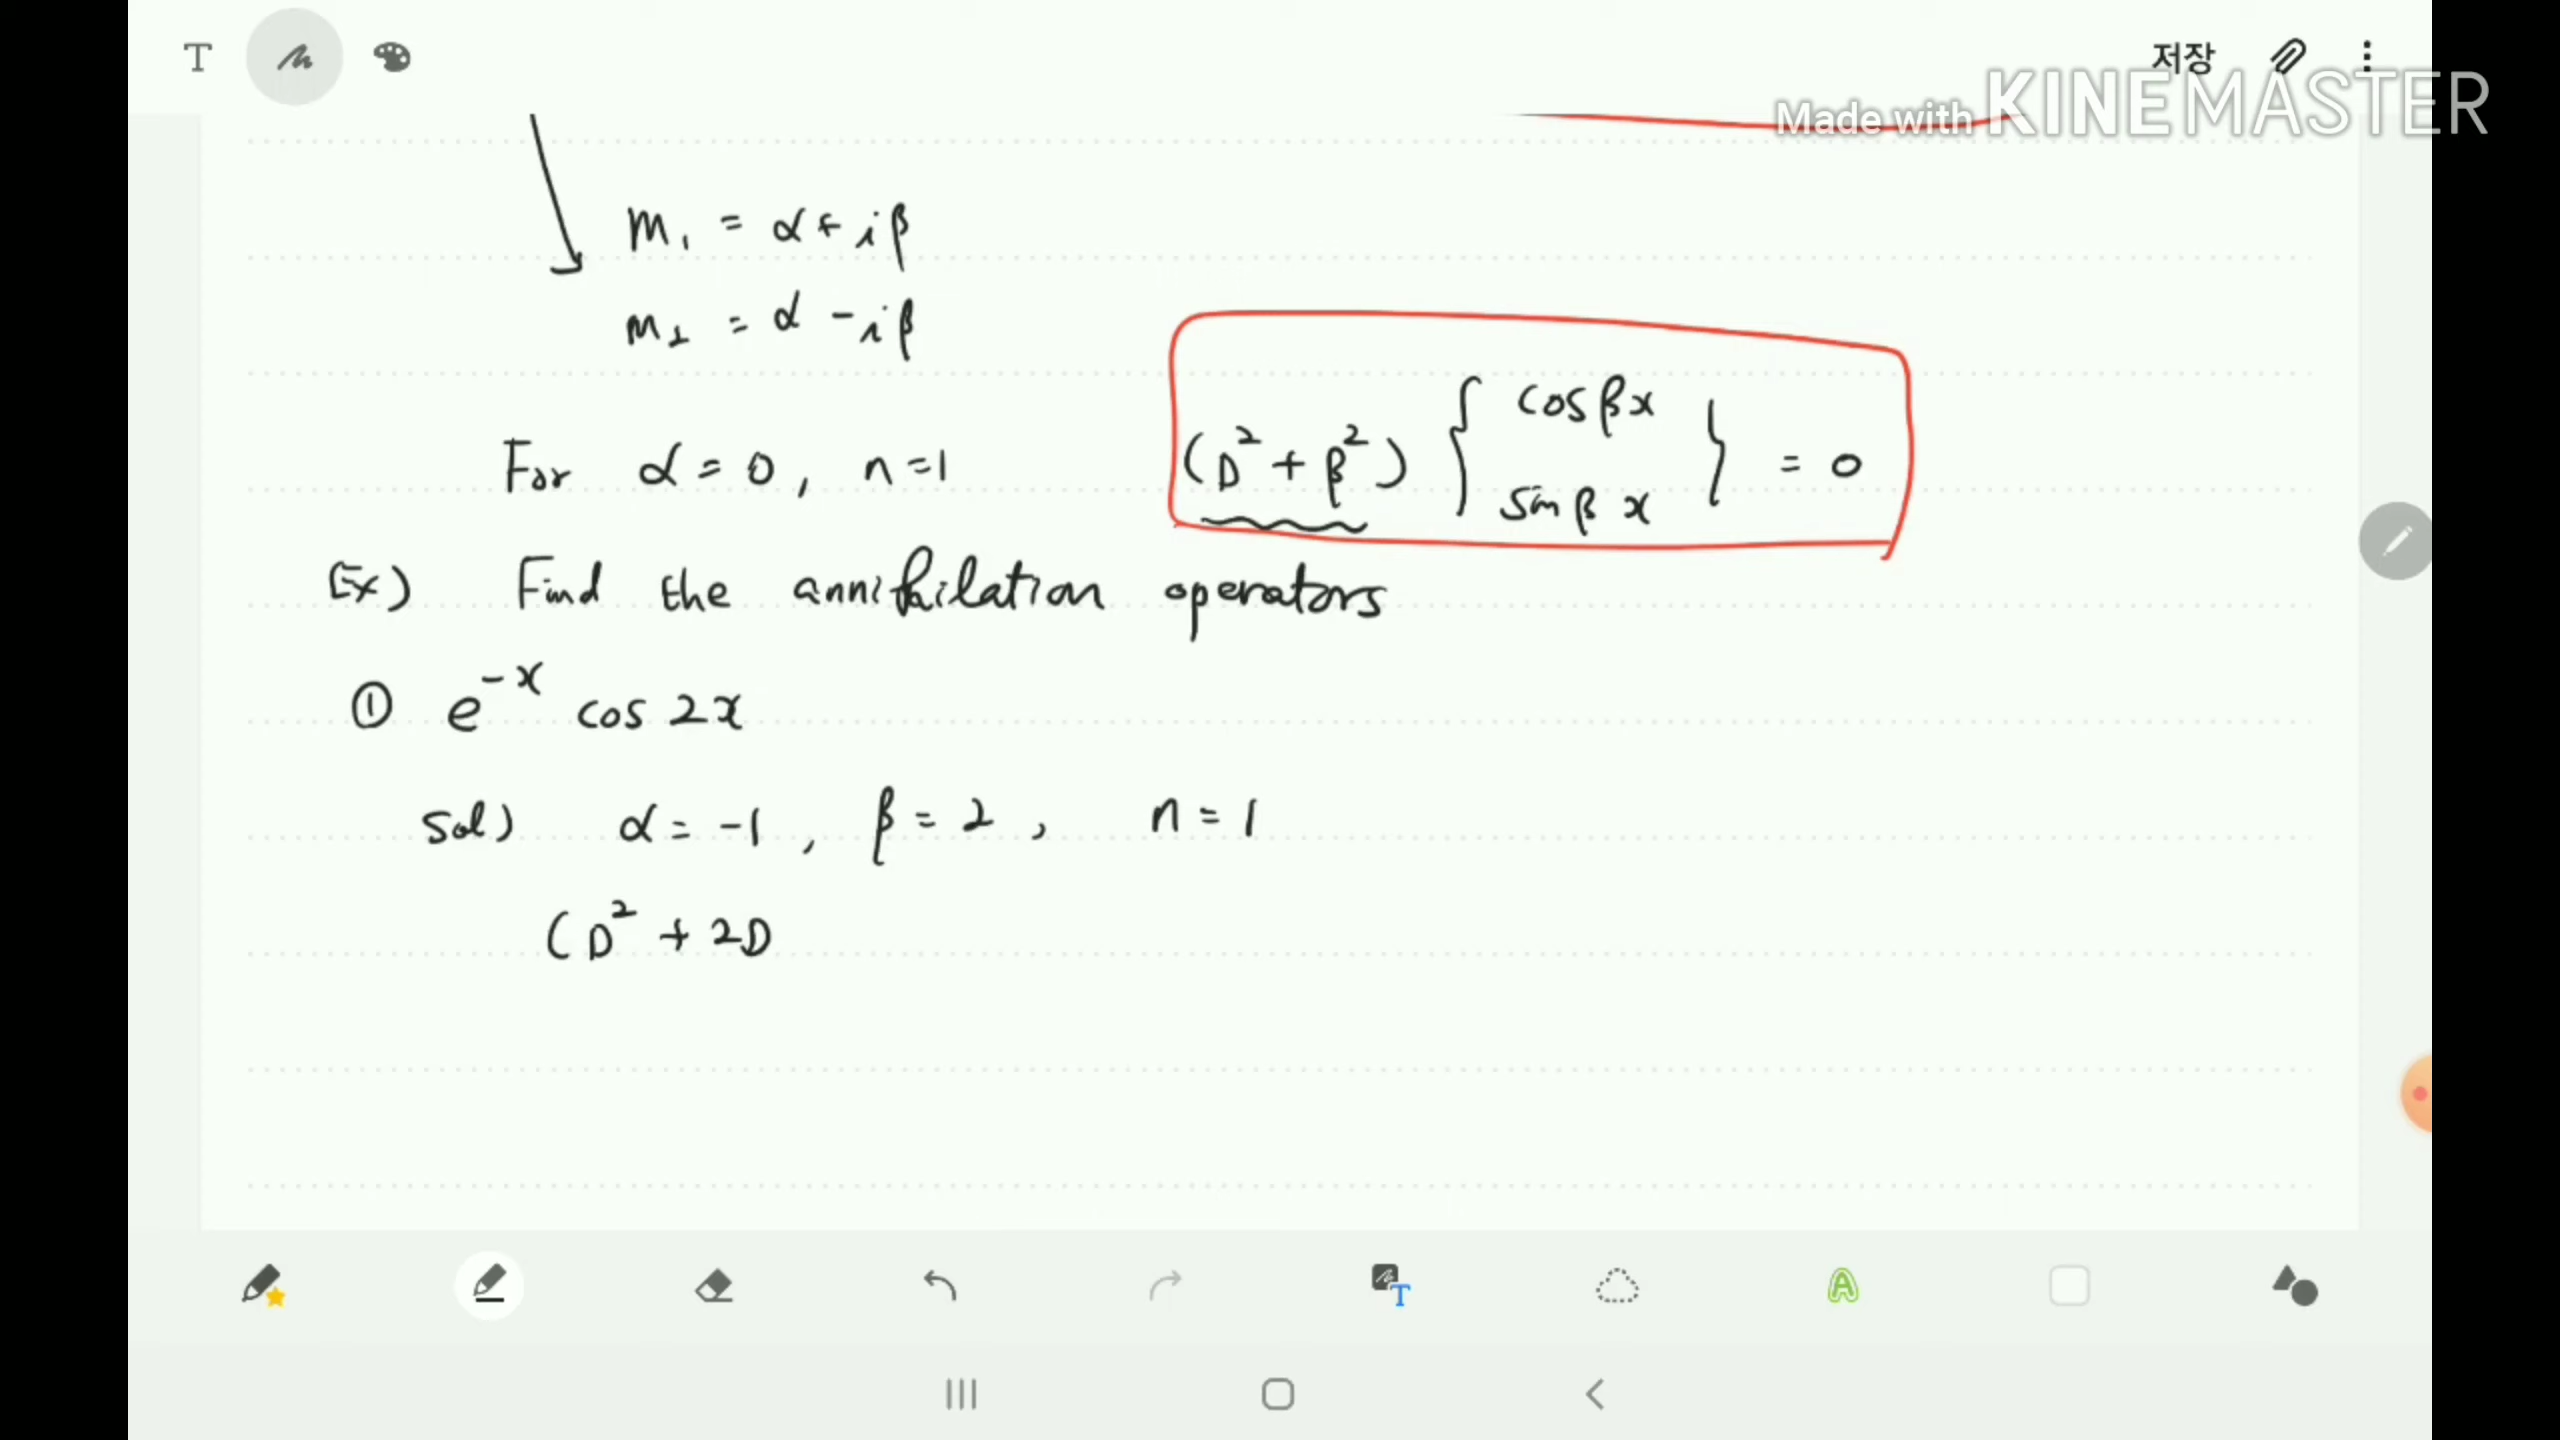 T 저장
Made with KINEMASTER
m₁ = α + iβ
m₂ = α - iβ
For α = 0, n = 1 (D² + β²) { cos βx sin βx } = 0
Ex) Find the annihilation operators
① e^{-x} cos 2x
sol) α = -1, β = 2, n = 1
(D² + 2D
T
A